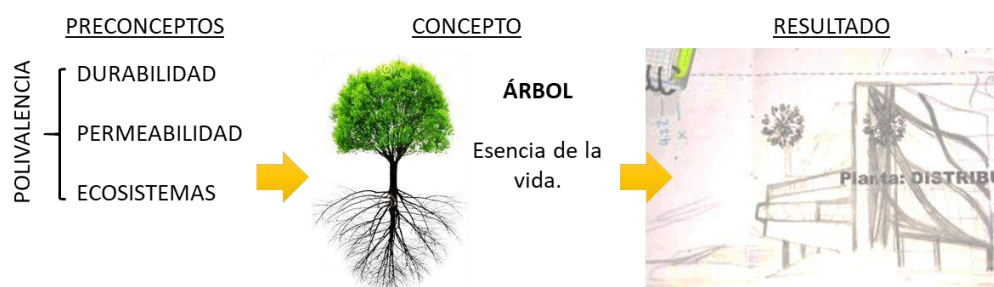 PRECONCEPTOS
CONCEPTO
RESULTADO
POLIVALENCIA
DURABILIDAD
PERMEABILIDAD
ECOSISTEMAS
ÁRBOL
Esencia de la
vida.
Planta: DISTRIBU